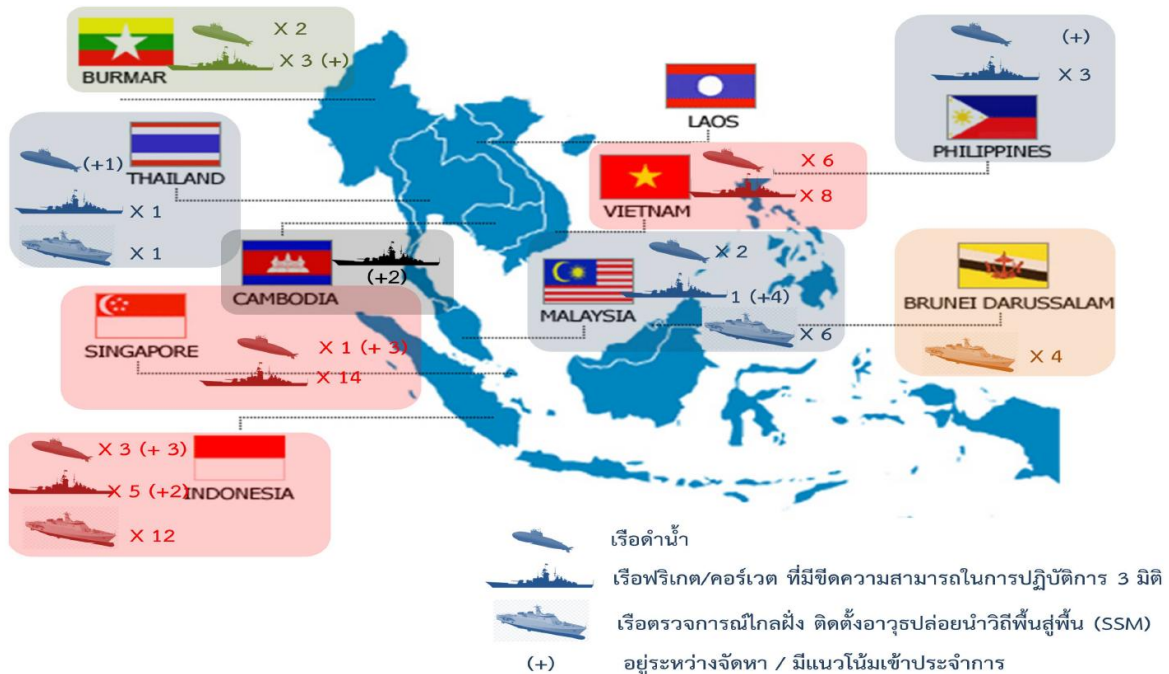 X 2
X 3 (+)
BURMAR
LAOS
(+)
X 3
PHILIPPINES
(+1)
THAILAND
X 1
X 1
X 6
X 8
VIETNAM
(+2)
CAMBODIA
X 2
1 (+4)
MALAYSIA
X 6
BRUNEI DARUSSALAM
X 4
SINGAPORE
X 1 (+ 3)
X 14
X 3 (+ 3)
X 5 (+2)
INDONESIA
X 12
เรือดำน้ำ
เรือฟริเกต/คอร์เวต ที่มีขีดความสามารถในการปฏิบัติการ 3 มิติ
เรือตรวจการณ์ไกลฝั่ง ติดตั้งอาวุธปล่อยนำวิถีพื้นสู่พื้น (SSM)
(+) อยู่ระหว่างจัดหา / มีแนวโน้มเข้าประจำการ